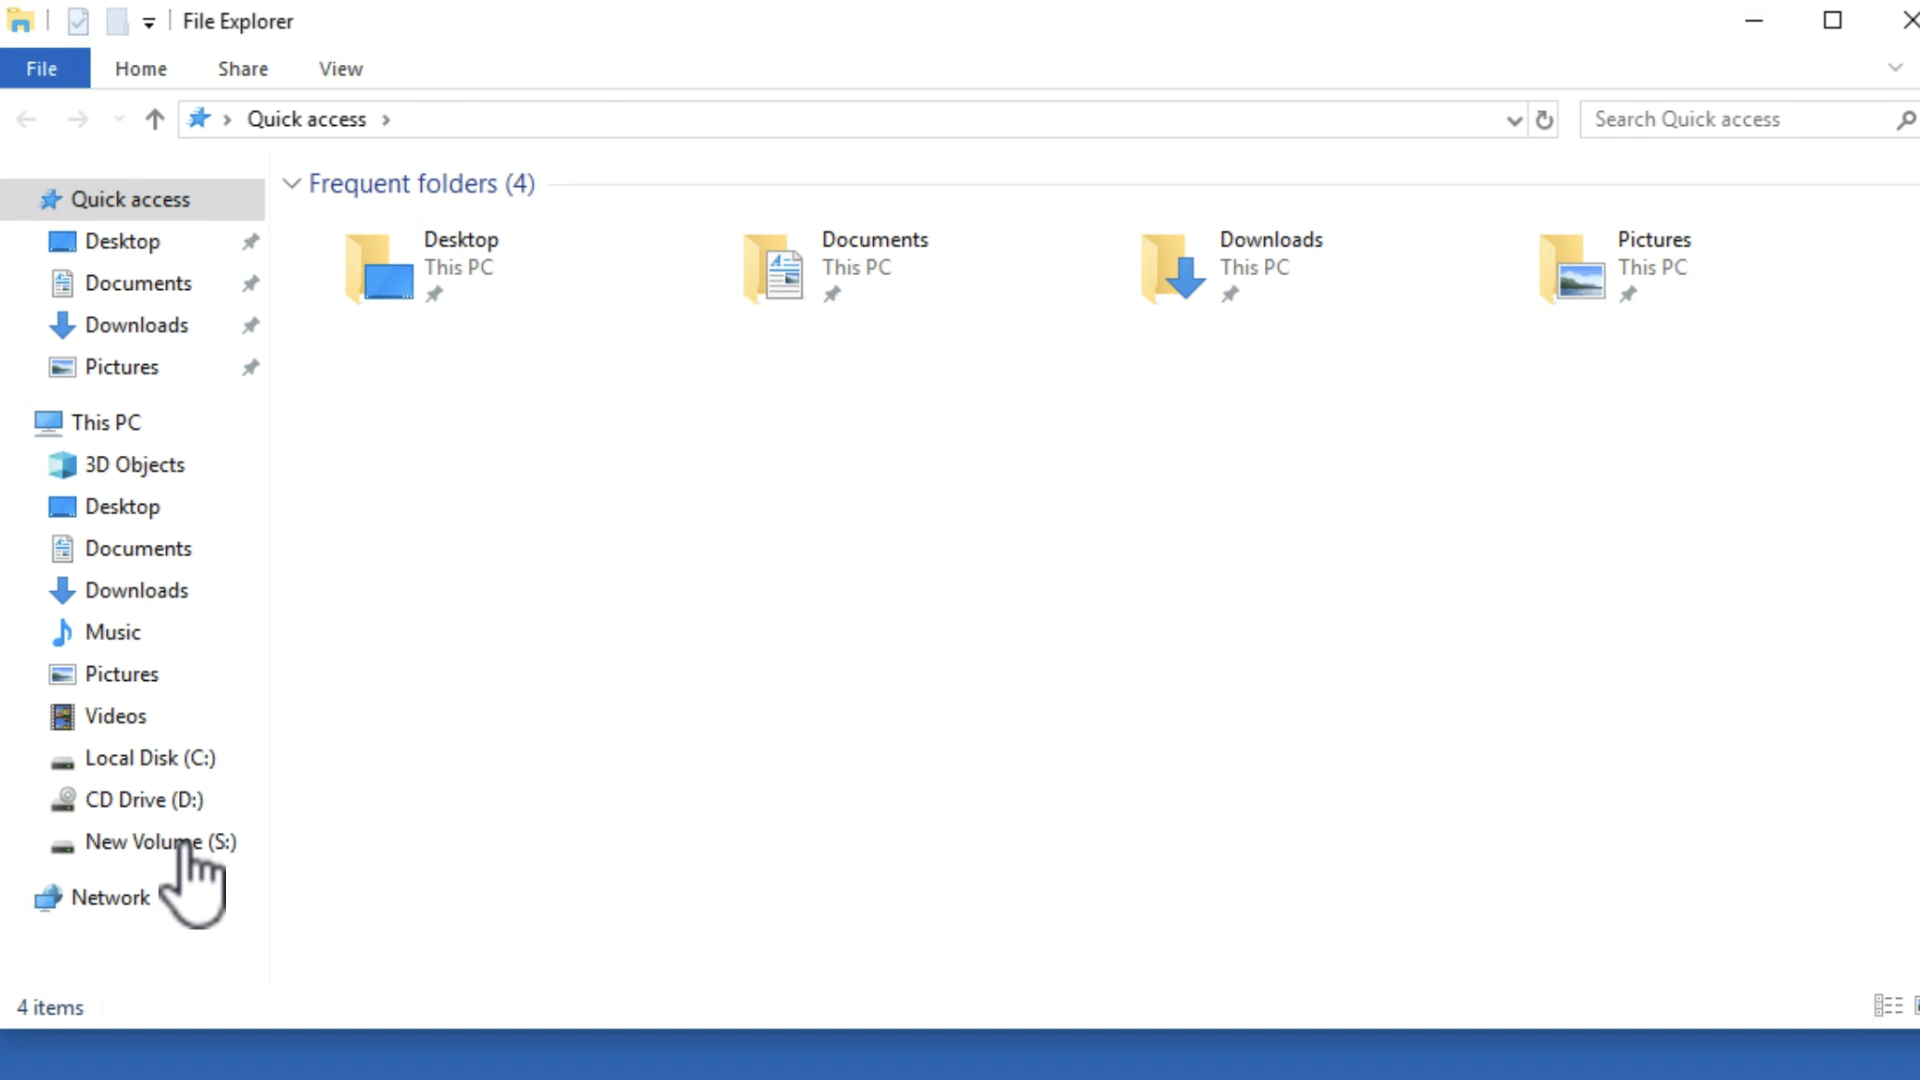 File Explorer
File Home Share View
Quick access
Search Quick access
Quick access
Desktop
Documents
Downloads
Pictures
This PC
3D Objects
Desktop
Documents
Downloads
Music
Pictures
Videos
Local Disk (C:)
CD Drive (D:)
New Volume (S:)
Network
Frequent folders (4)
Desktop
This PC
Documents
This PC
Downloads
This PC
Pictures
This PC
4 items